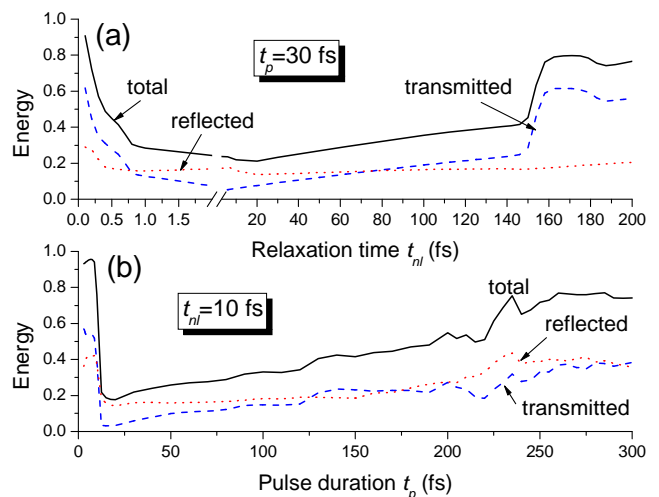 (a)
t_p=30 fs
total
reflected
transmitted
Energy
1.0
0.8
0.6
0.4
0.2
0.0
0.0 0.5 1.0 1.5 20 40 60 80 100 120 140 160 180 200
Relaxation time t_nl (fs)
(b)
t_nl=10 fs
total
reflected
transmitted
Energy
1.0
0.8
0.6
0.4
0.2
0.0
50 100 150 200 250 300
Pulse duration t_p (fs)